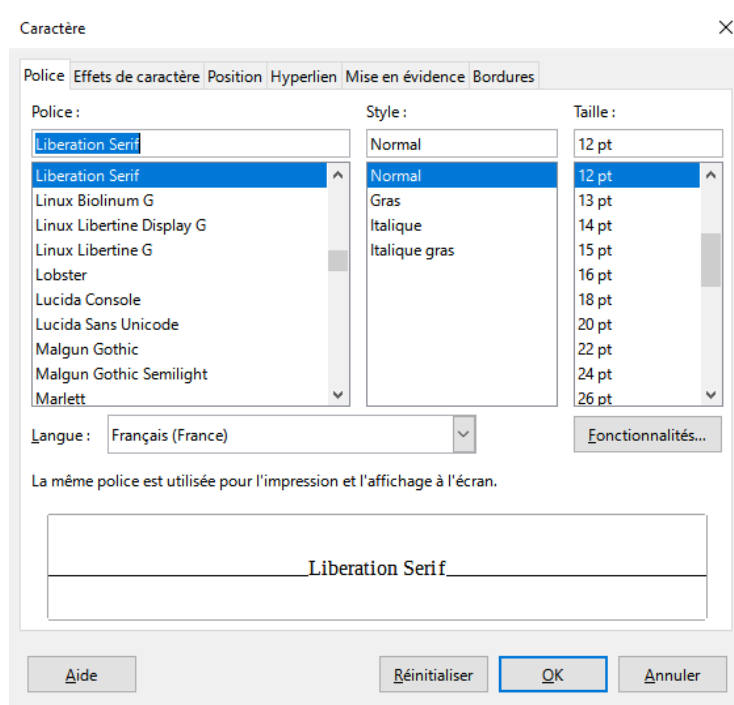 Caractère
Police Effets de caractère Position Hyperlien Mise en évidence Bordures
Police : Style : Taille :
Liberation Serif Normal 12 pt
Liberation Serif Normal 12 pt
Linux Biolinum G Gras 13 pt
Linux Libertine Display G Italique 14 pt
Linux Libertine G Italique gras 15 pt
Lobster 16 pt
Lucida Console 18 pt
Lucida Sans Unicode 20 pt
Malgun Gothic 22 pt
Malgun Gothic Semilight 24 pt
Marlett 26 pt
Langue : Français (France) Fonctionnalités...
La même police est utilisée pour l'impression et l'affichage à l'écran.
Liberation Serif
Aide Réinitialiser OK Annuler